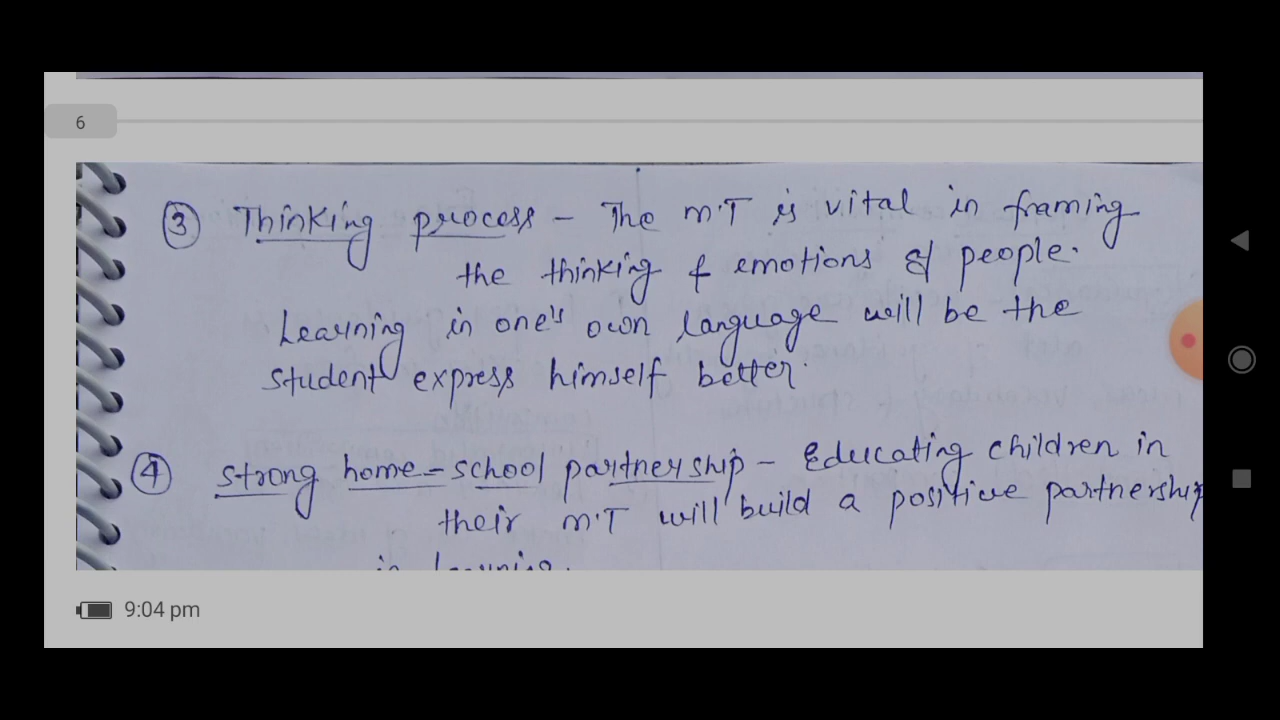 6
③ Thinking process - The M.T is vital in framing
the thinking & emotions of people.
Learning in one's own language will be the
student express himself better.
④ strong home-school partnership - Educating children in
their M.T will build a positive partnership
in learning.
9:04 pm